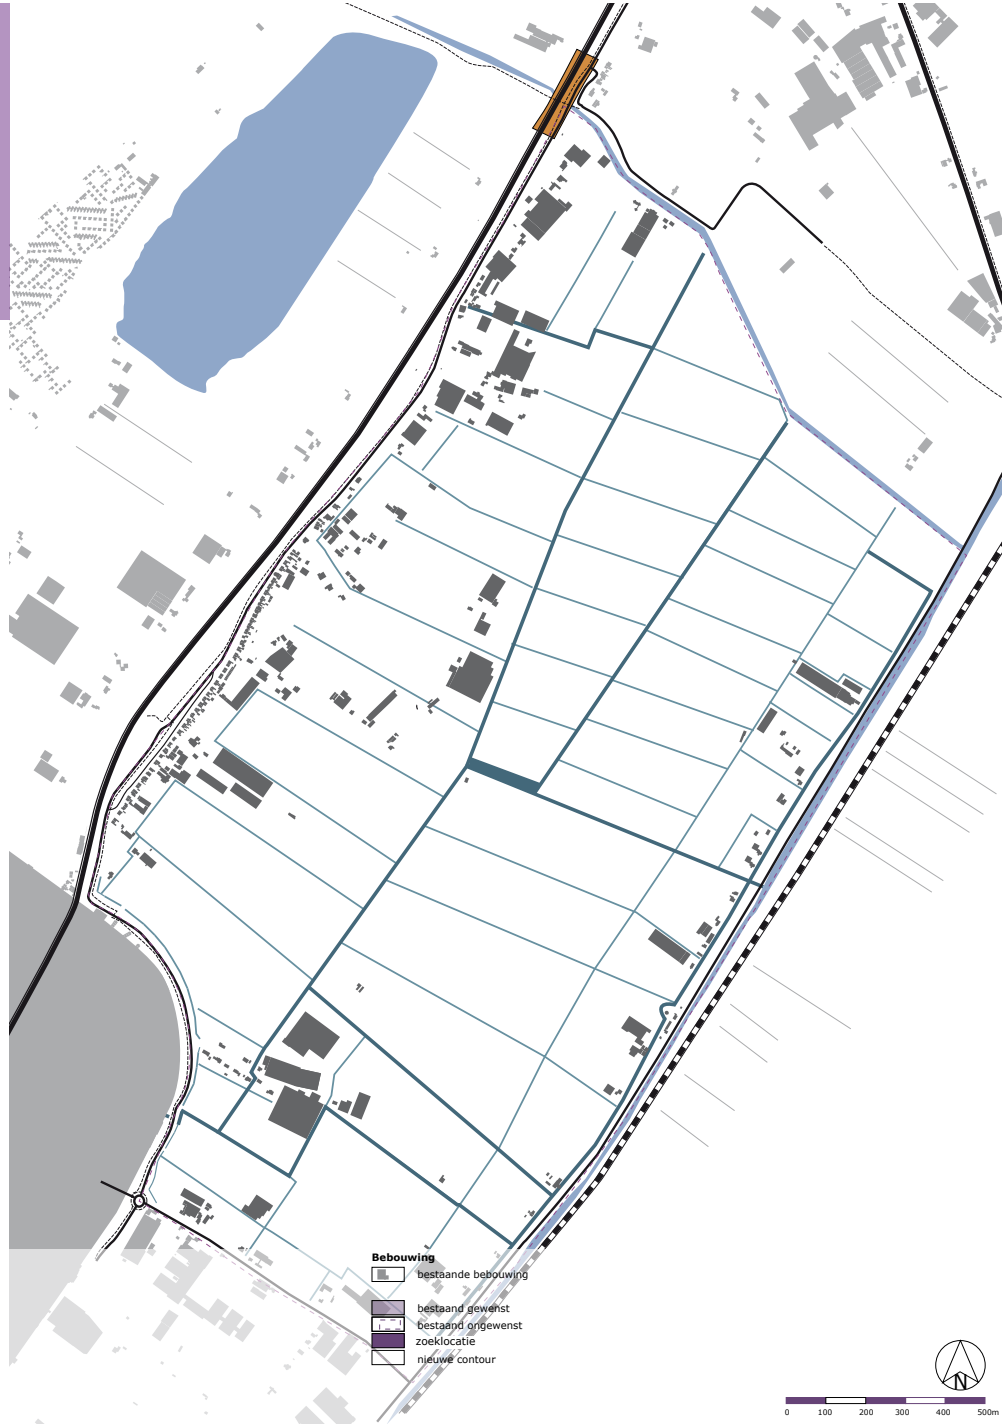 Bebouwing
bestaande bebouwing
bestaand gewenst
bestaand ongewenst
zoeklocatie
nieuwe contour
N
0 100 200 300 400 500m